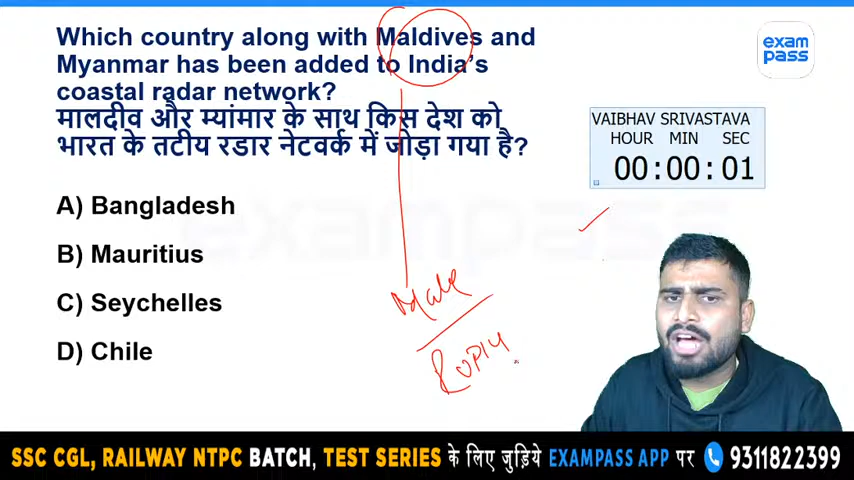 Which country along with Maldives and
Myanmar has been added to India's
coastal radar network?
मालदीव और म्यांमार के साथ किस देश को
भारत के तटीय रडार नेटवर्क में जोड़ा गया है?
A) Bangladesh
B) Mauritius
C) Seychelles
D) Chile
exam
pass
VAIBHAV SRIVASTAVA
HOUR MIN SEC
00:00:01
exampass
Male
SSC CGL, RAILWAY NTPC BATCH, TEST SERIES के लिए जुड़िये EXAMPASS APP पर 9311822399